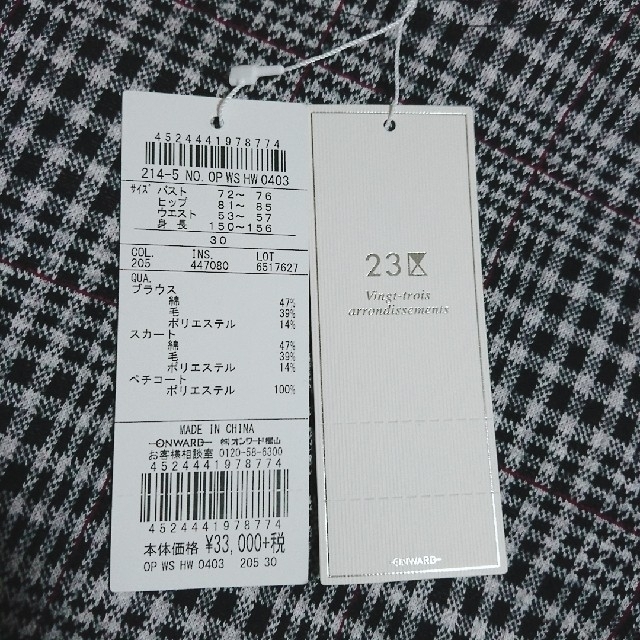 4524441978774
214-5 NO. OP WS HW 0403
サイズ バスト 72~ 76
ヒップ 81~ 85
ウエスト 53~ 57
身長 150~156
30
COL. INS. LOT
205 447080 6517627
QUA.
ブラウス
綿 47%
毛 39%
ポリエステル 14%
スカート
綿 47%
毛 39%
ポリエステル 14%
ペチコート
ポリエステル 100%
MADE IN CHINA
ONWARD ㈱オンワード樫山
お客様相談室 0120-58-6300
4524441978774
4524441978774
本体価格 ¥33,000+税
OP WS HW 0403 205 30
23区
Vingt-trois
arrondissements
ONWARD